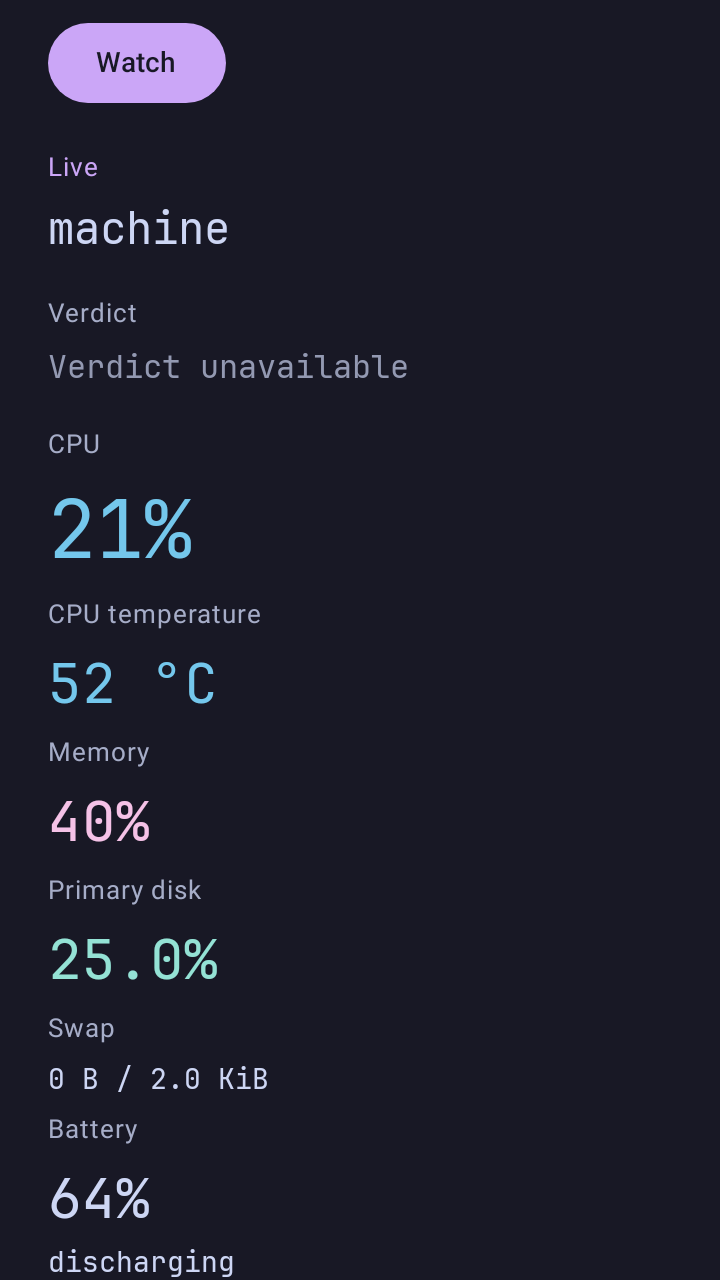 Watch
Live
machine
Verdict
Verdict unavailable
CPU
21%
CPU temperature
52 °C
Memory
40%
Primary disk
25.0%
Swap
0 B / 2.0 KiB
Battery
64%
discharging